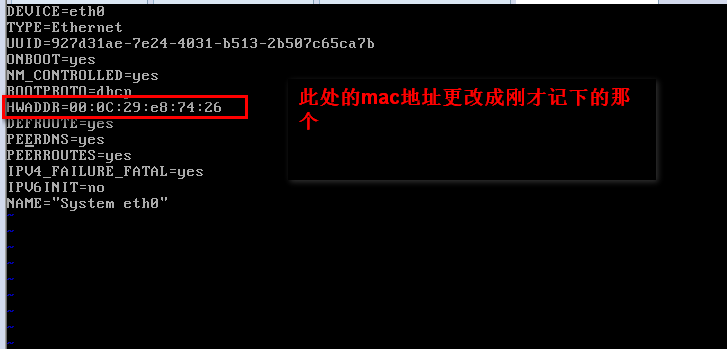 DEVICE=eth0
TYPE=Ethernet
UUID=927d31ae-7e24-4031-b513-2b507c65ca7b
ONBOOT=yes
NM_CONTROLLED=yes
BOOTPROTO=dhcp
HWADDR=00:0C:29:e8:74:26
DEFROUTE=yes
PEERDNS=yes
PEERROUTES=yes
IPV4_FAILURE_FATAL=yes
IPV6INIT=no
NAME="System eth0"
~
~
~
~
~
~
~
~
~
此处的mac地址更改成刚才记下的那
个